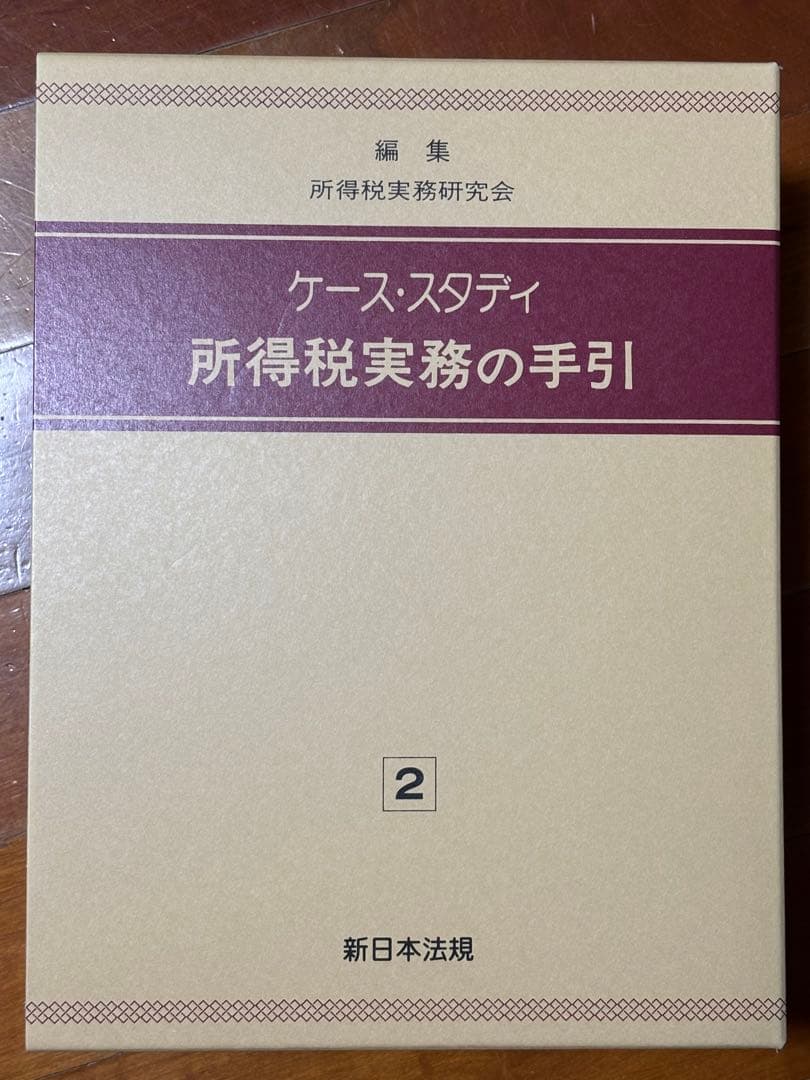 編 集
所得税実務研究会
ケース・スタディ
所得税実務の手引
2
新日本法規